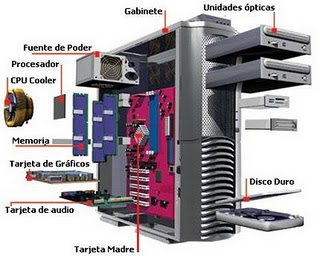 Gabinete
Unidades ópticas
Fuente de Poder
Procesador
CPU Cooler
Memoria
Tarjeta de Gráficos
Disco Duro
Tarjeta de audio
Tarjeta Madre